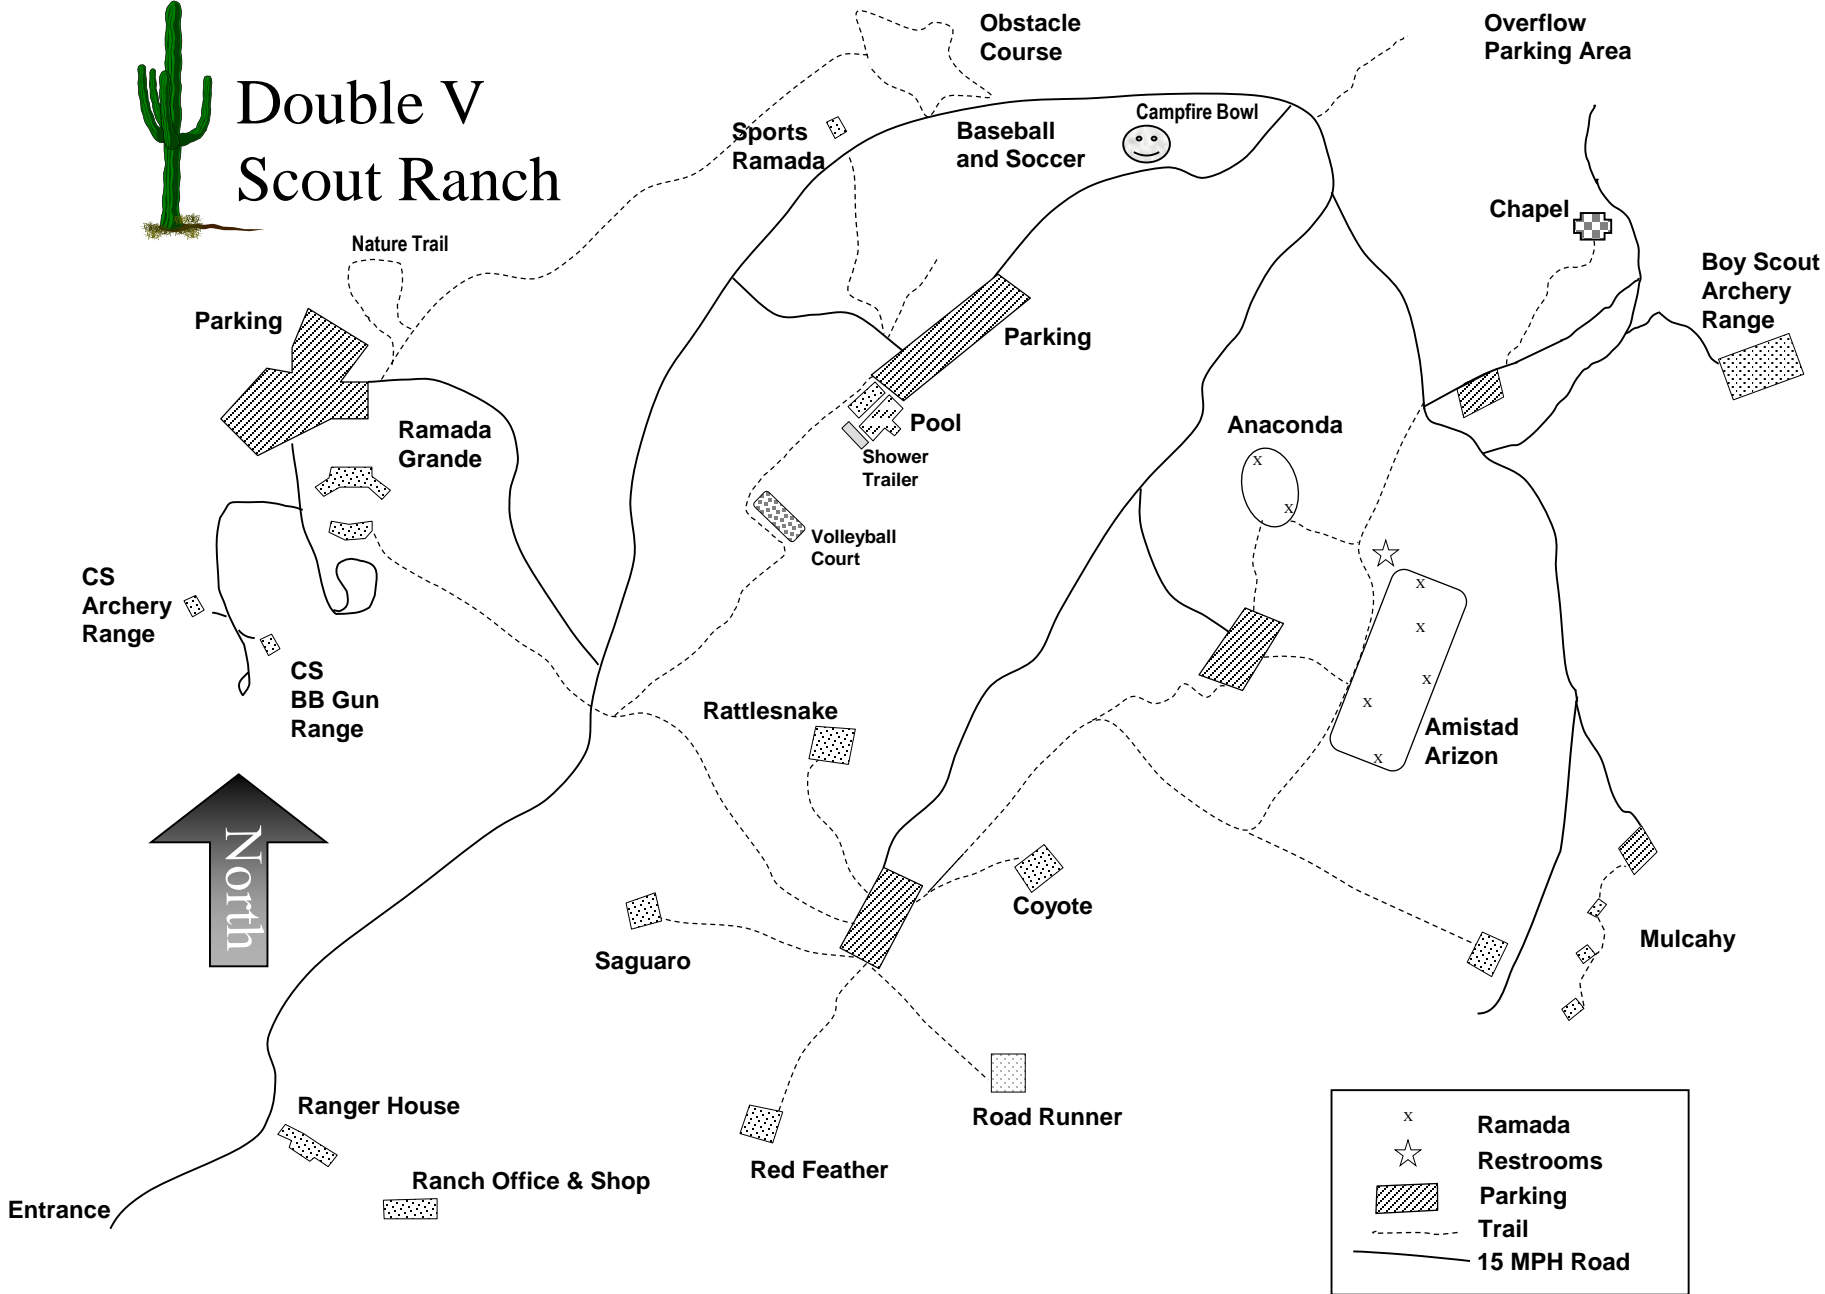 Double V
Scout Ranch
Obstacle
Course
Overflow
Parking Area
Campfire Bowl
Sports
Ramada
Baseball
and Soccer
Chapel
Nature Trail
Boy Scout
Archery
Range
Parking
Parking
Ramada
Grande
Pool
Shower
Trailer
Anaconda
x
x
Volleyball
Court
CS
Archery
Range
CS
BB Gun
Range
x
x
x
x
x
Amistad
Arizon
Rattlesnake
North
Coyote
Saguaro
Mulcahy
Ranger House
Road Runner
Red Feather
Ranch Office & Shop
Entrance
x
Ramada
Restrooms
Parking
Trail
15 MPH Road